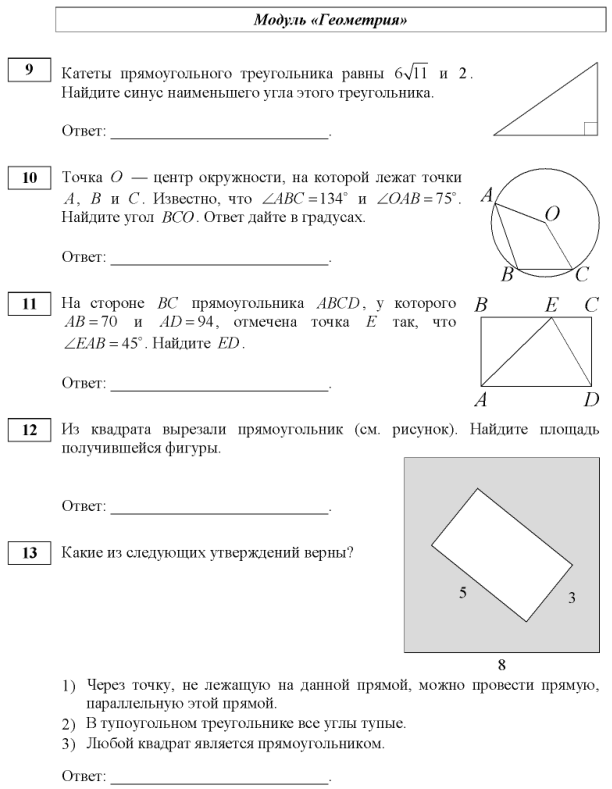 Модуль «Геометрия»
9
Катеты прямоугольного треугольника равны 6√11 и 2.
Найдите синус наименьшего угла этого треугольника.
Ответ: ____________________.
10
Точка O — центр окружности, на которой лежат точки
A, B и C. Известно, что ∠ABC = 134° и ∠OAB = 75°.
Найдите угол BCO. Ответ дайте в градусах.
Ответ: ____________________.
A
O
B
C
11
На стороне BC прямоугольника ABCD, у которого
AB = 70 и AD = 94, отмечена точка E так, что
∠EAB = 45°. Найдите ED.
Ответ: ____________________.
B E C
A D
12
Из квадрата вырезали прямоугольник (см. рисунок). Найдите площадь
получившейся фигуры.
Ответ: ____________________.
5
3
8
13
Какие из следующих утверждений верны?
1) Через точку, не лежащую на данной прямой, можно провести прямую,
параллельную этой прямой.
2) В тупоугольном треугольнике все углы тупые.
3) Любой квадрат является прямоугольником.
Ответ: ____________________.